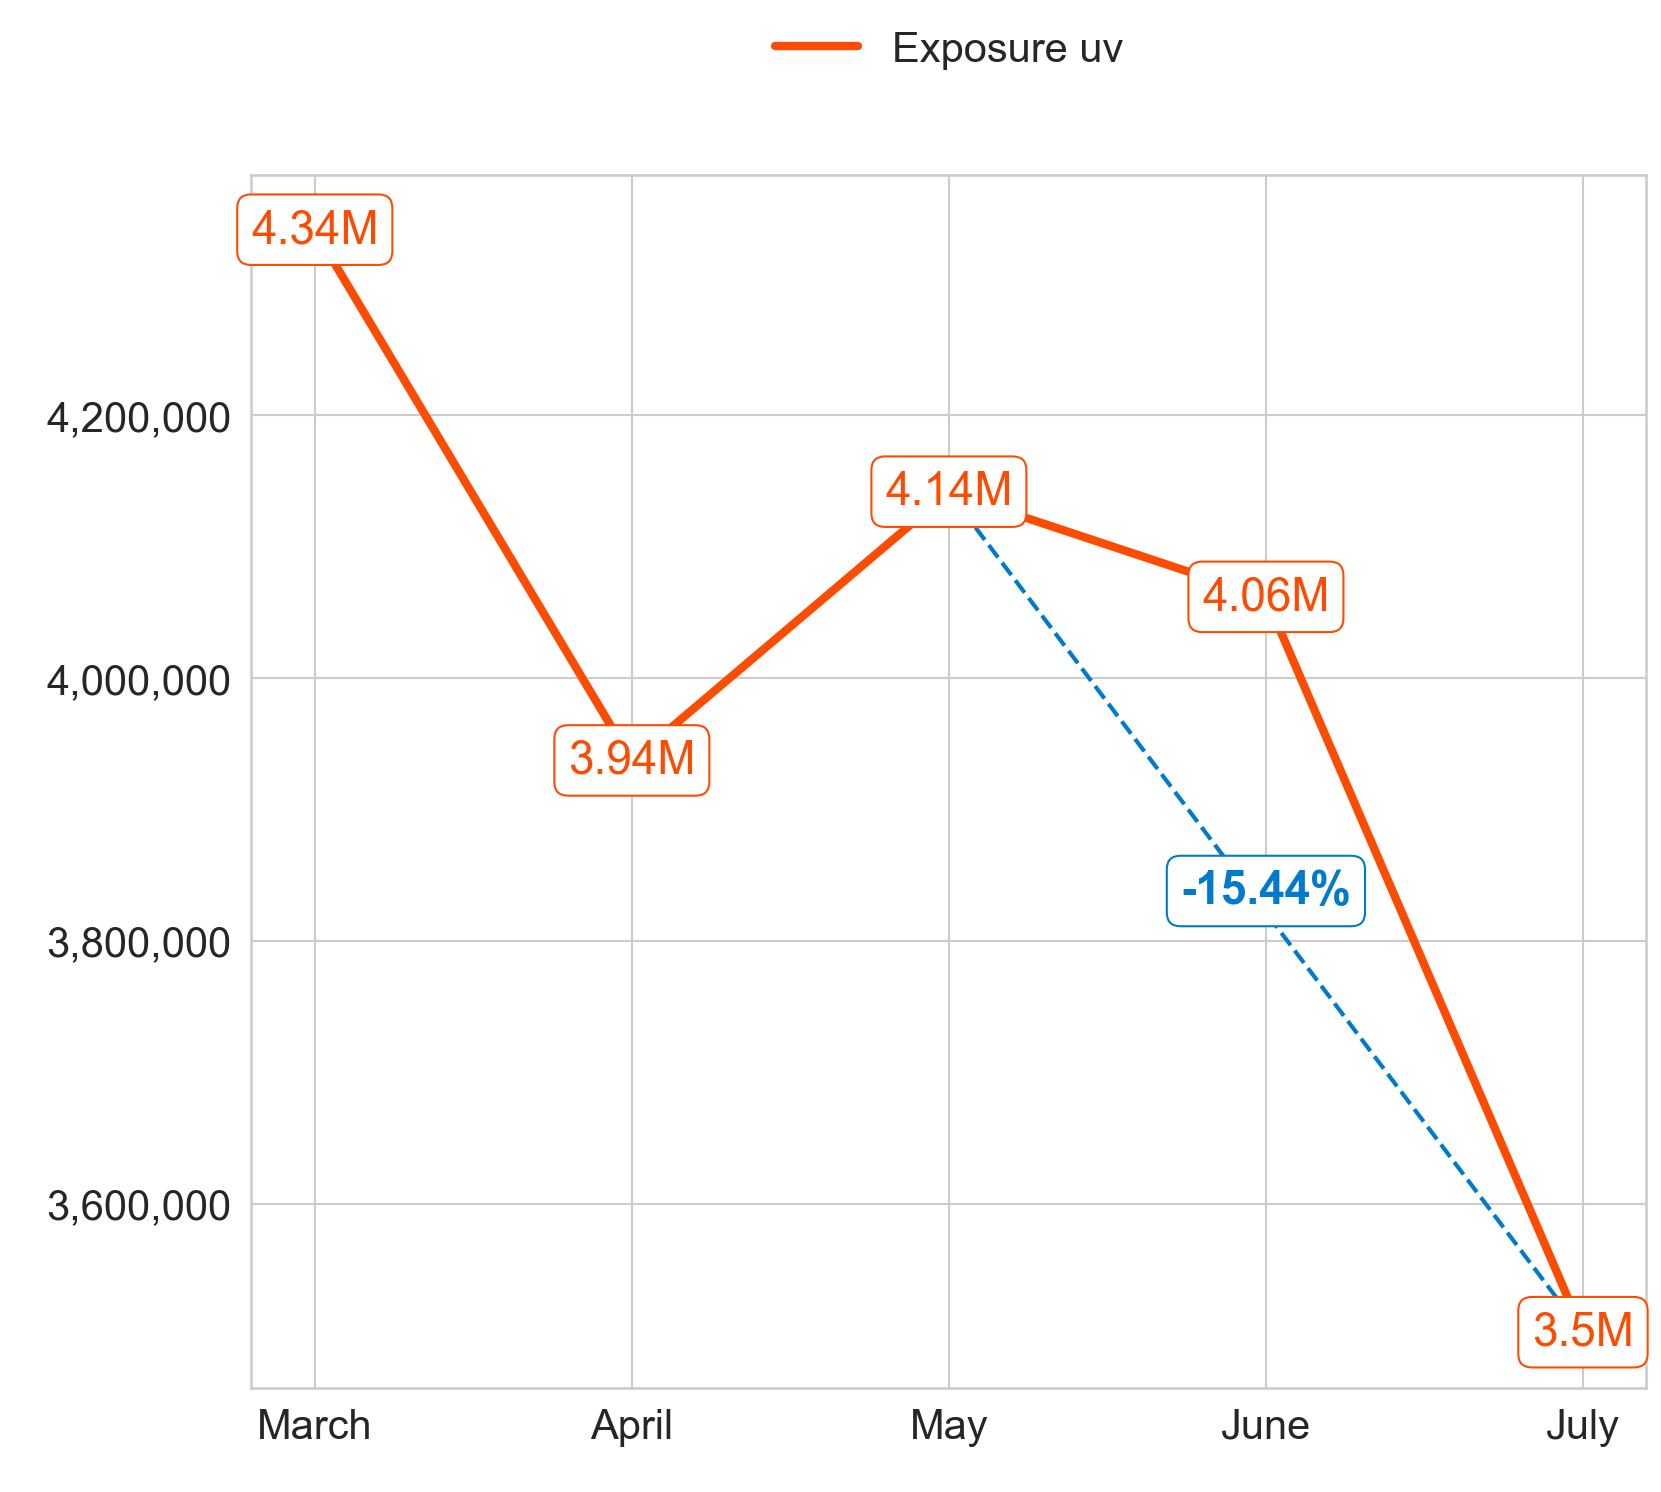 Exposure uv
4.34M
4,200,000
4.14M
4.06M
4,000,000
3.94M
-15.44%
3,800,000
3,600,000
3.5M
March April May June July